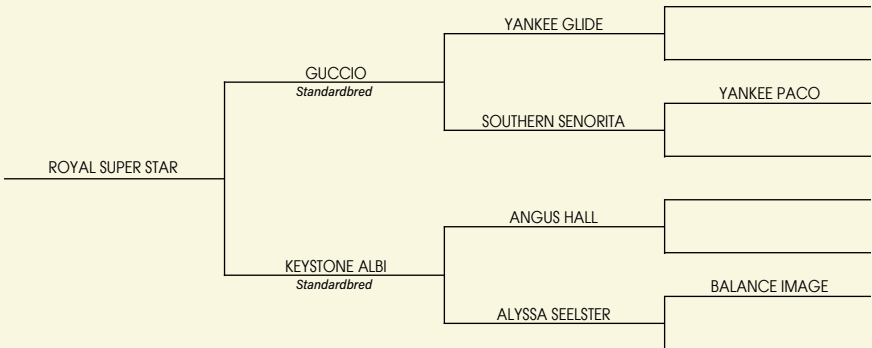 YANKEE GLIDE
GUCCIO
Standardbred
YANKEE PACO
SOUTHERN SENORITA
ROYAL SUPER STAR
ANGUS HALL
KEYSTONE ALBI
Standardbred
BALANCE IMAGE
ALYSSA SEELSTER